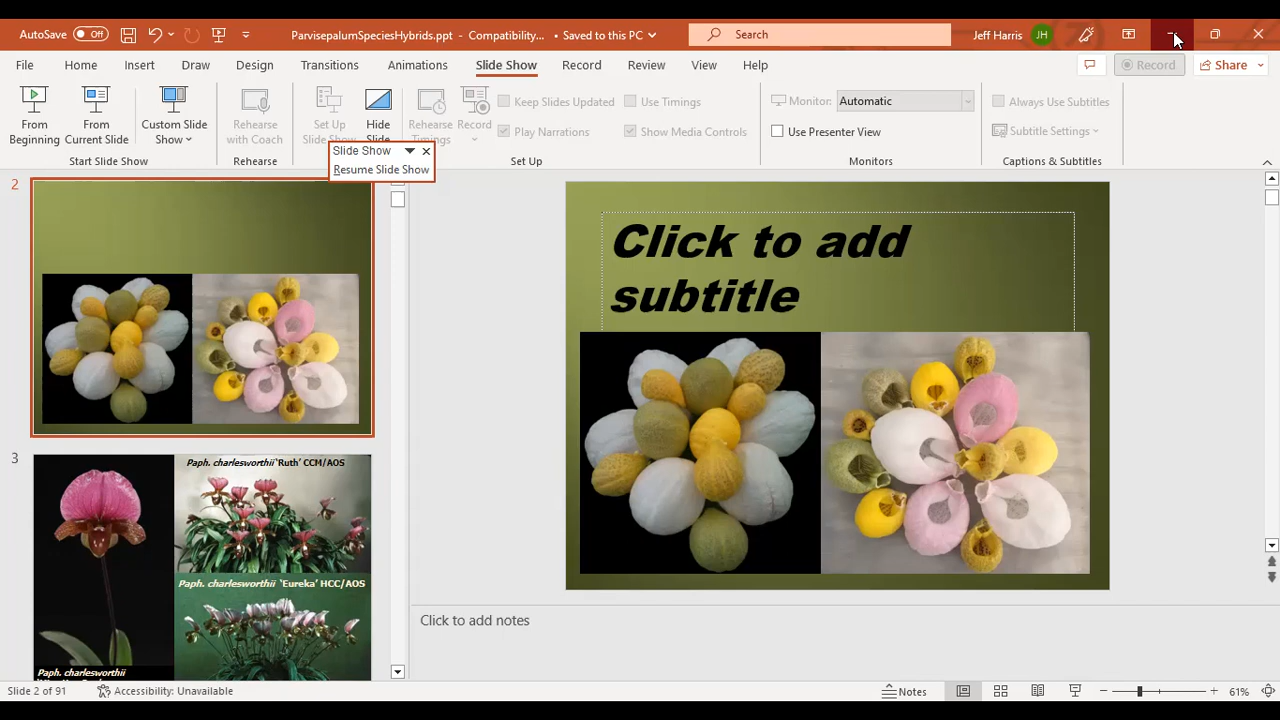 AutoSave Off ParvisepalumSpeciesHybrids.ppt - Compatibility... - Saved to this PC Search Jeff Harris JH
File Home Insert Draw Design Transitions Animations Slide Show Record Review View Help Record Share
From Beginning
From Current Slide
Custom Slide Show
Rehearse with Coach
Set Up Slide Show
Hide Slide
Rehearse Timings
Record
Keep Slides Updated
Use Timings
Play Narrations
Show Media Controls
Monitor: Automatic
Use Presenter View
Always Use Subtitles
Subtitle Settings
Start Slide Show Rehearse Set Up Monitors Captions & Subtitles
Slide Show
Resume Slide Show
2
3
Paph. charlesworthii 'Ruth' CCM/AOS
Paph. charlesworthii 'Eureka' HCC/AOS
Paph. charlesworthii
Click to add
subtitle
Click to add notes
Slide 2 of 91 Accessibility: Unavailable Notes 61%